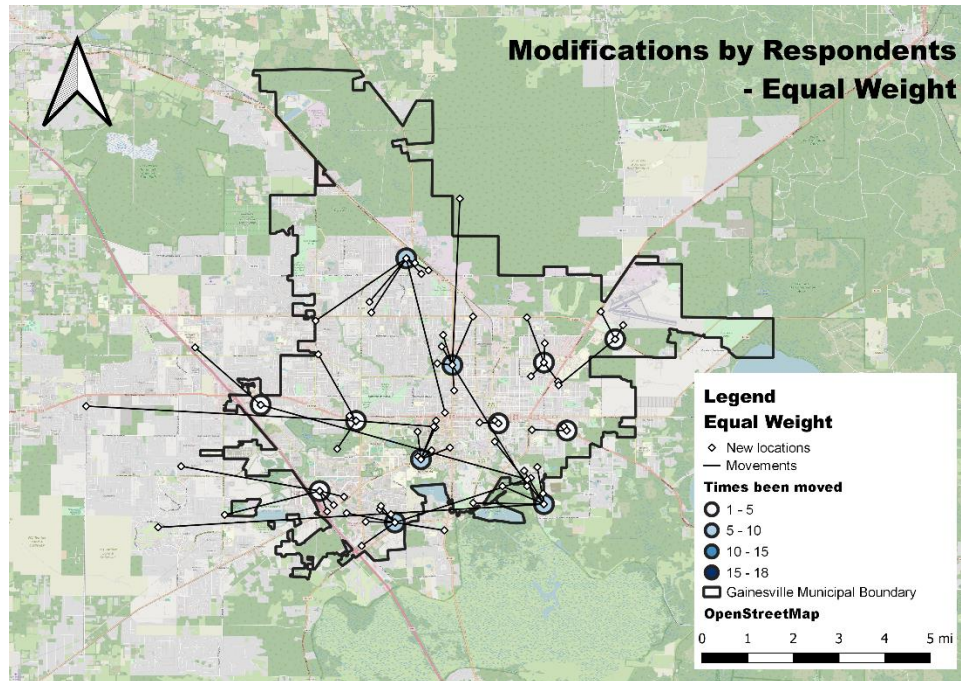 Modifications by Respondents
- Equal Weight
Legend
Equal Weight
New locations
Movements
Times been moved
1 - 5
5 - 10
10 - 15
15 - 18
Gainesville Municipal Boundary
OpenStreetMap
0 1 2 3 4 5 mi